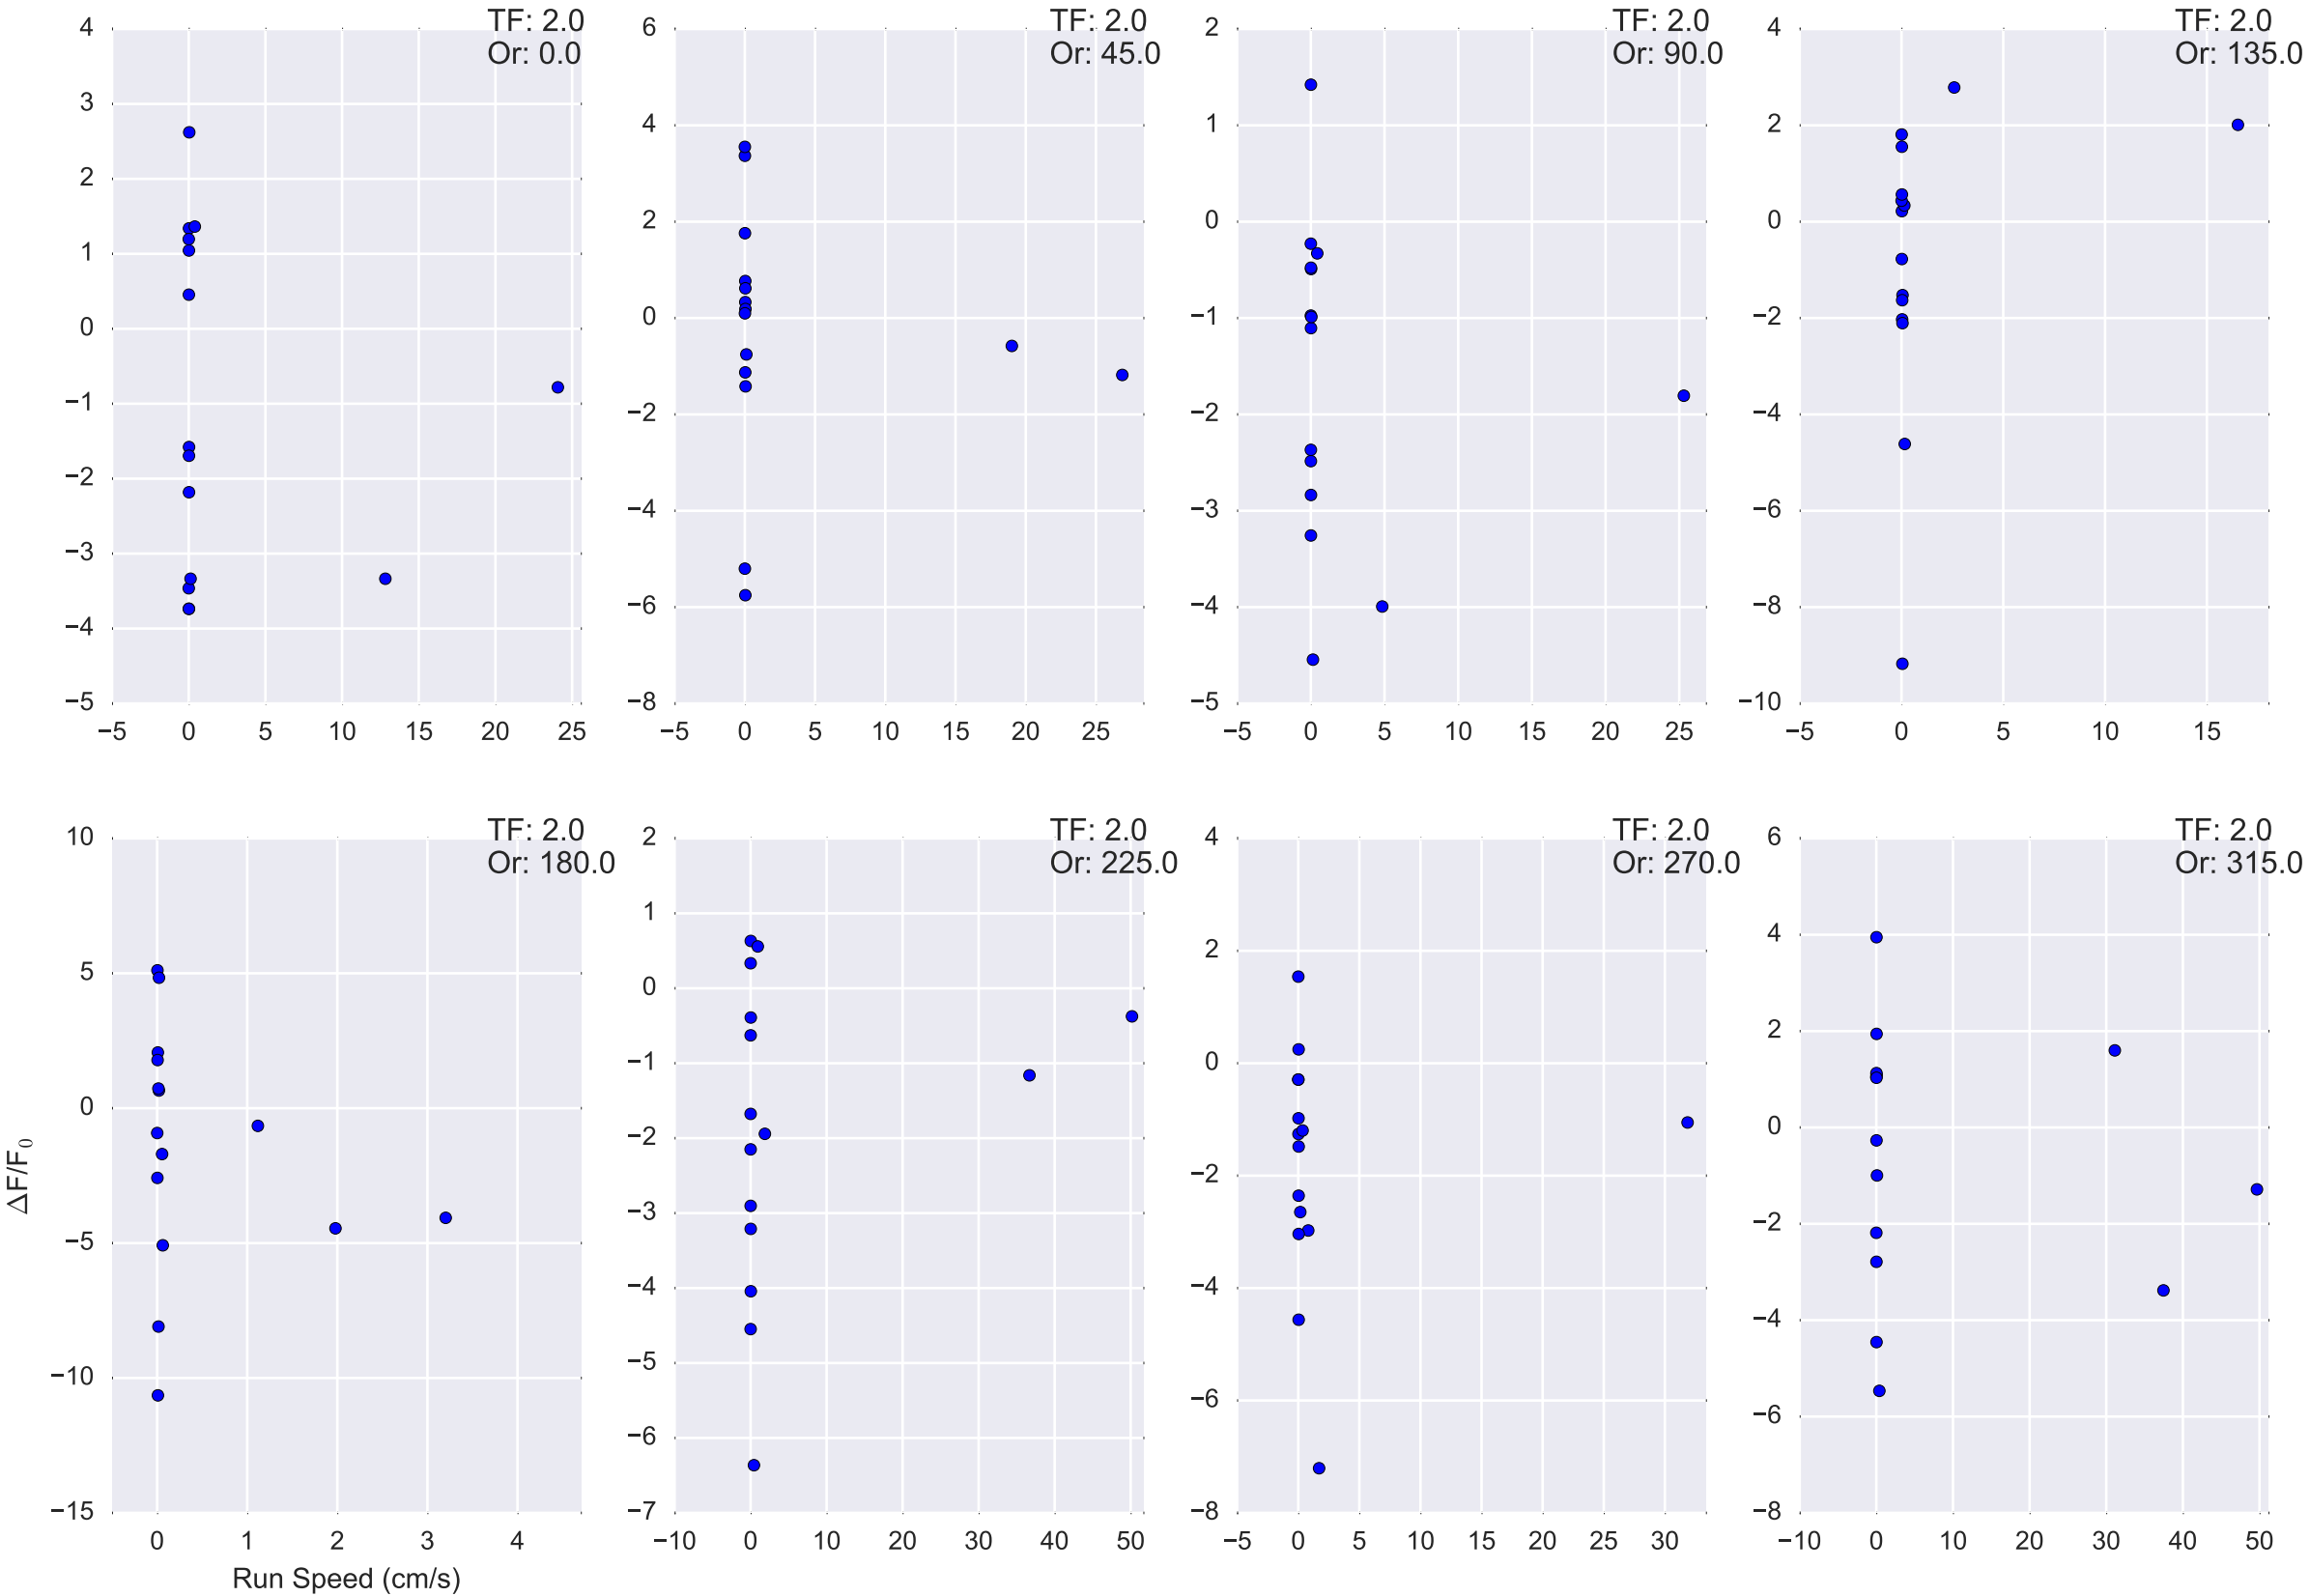 TF: 2.0
Or: 0.0
4
3
2
1
0
−1
−2
−3
−4
−5
−5 0 5 10 15 20 25
TF: 2.0
Or: 45.0
6
4
2
0
−2
−4
−6
−8
−5 0 5 10 15 20 25
TF: 2.0
Or: 90.0
2
1
0
−1
−2
−3
−4
−5
−5 0 5 10 15 20 25
TF: 2.0
Or: 135.0
4
2
0
−2
−4
−6
−8
−10
−5 0 5 10 15
TF: 2.0
Or: 180.0
10
5
0
−5
−10
−15
0 1 2 3 4
Run Speed (cm/s)
ΔF/F0
TF: 2.0
Or: 225.0
2
1
0
−1
−2
−3
−4
−5
−6
−7
−10 0 10 20 30 40 50
TF: 2.0
Or: 270.0
4
2
0
−2
−4
−6
−8
−5 0 5 10 15 20 25 30
TF: 2.0
Or: 315.0
6
4
2
0
−2
−4
−6
−8
−10 0 10 20 30 40 50